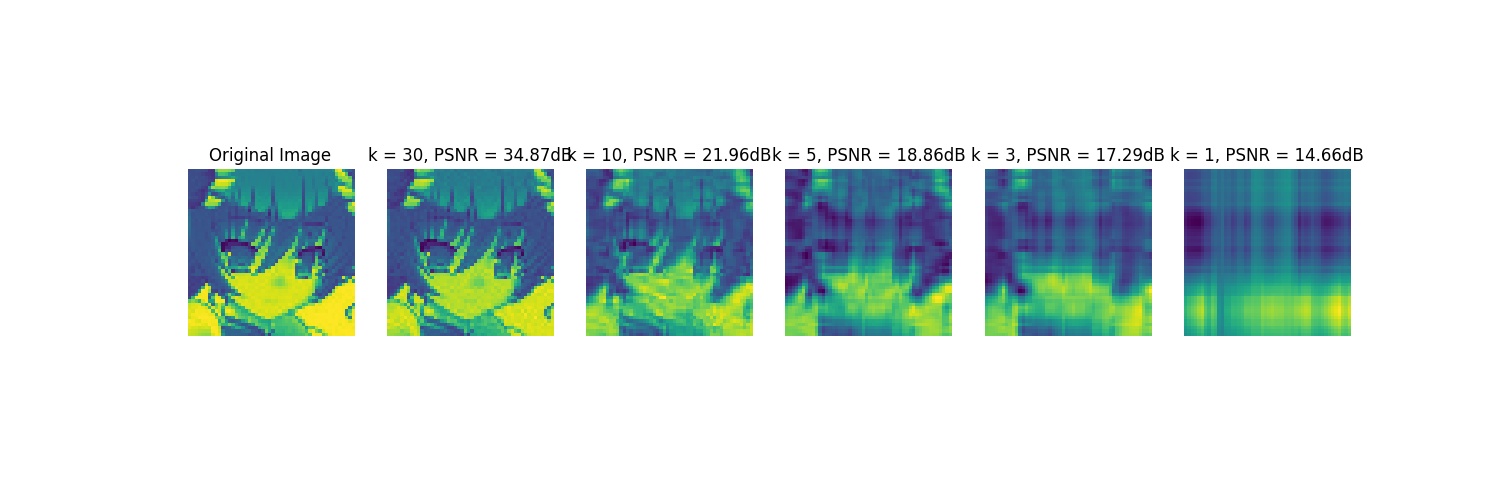 Original Image
k = 30, PSNR = 34.87dB
k = 10, PSNR = 21.96dB
k = 5, PSNR = 18.86dB
k = 3, PSNR = 17.29dB
k = 1, PSNR = 14.66dB